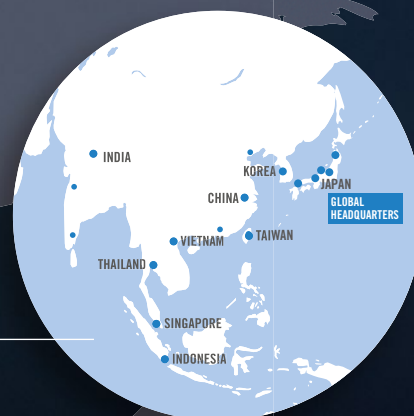 INDIA
KOREA
JAPAN
CHINA
GLOBAL
HEADQUARTERS
TAIWAN
VIETNAM
THAILAND
SINGAPORE
INDONESIA